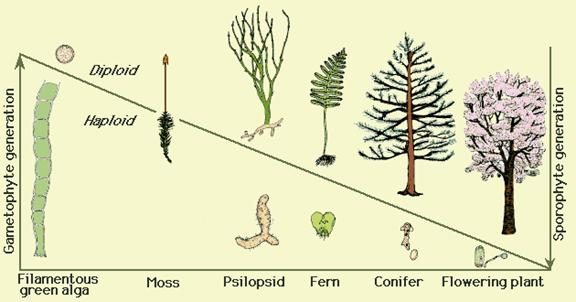 Gametophyte generation
Diploid
Haploid
Sporophyte generation
Filamentous
green alga
Moss
Psilopsid
Fern
Conifer
Flowering plant